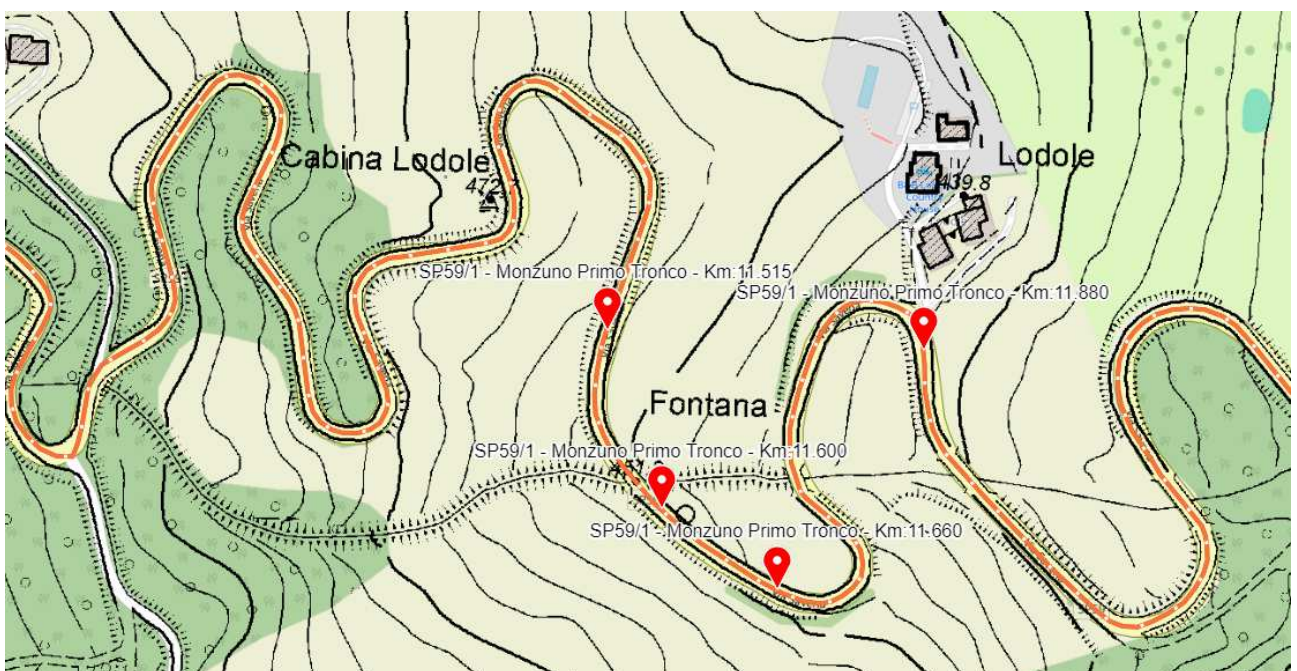 Cabina Lodole
472.7
Lodole
439.8
SP59/1 - Monzuno Primo Tronco - Km:11.515
SP59/1 - Monzuno Primo Tronco - Km:11.880
Fontana
SP59/1 - Monzuno Primo Tronco - Km:11.600
SP59/1 - Monzuno Primo Tronco - Km:11.660